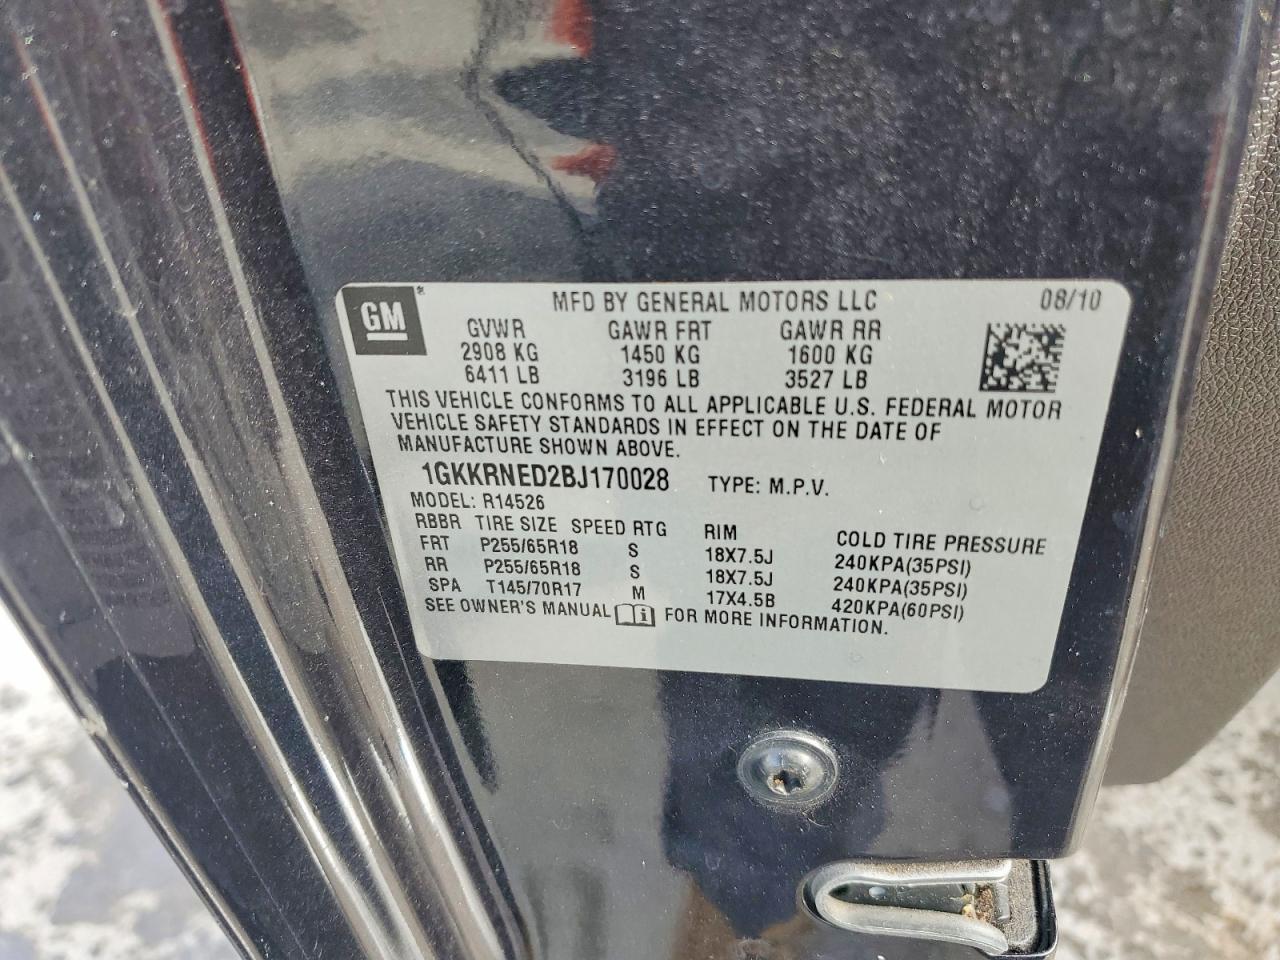 GM
MFD BY GENERAL MOTORS LLC 08/10
GVWR GAWR FRT GAWR RR
2908 KG 1450 KG 1600 KG
6411 LB 3196 LB 3527 LB
THIS VEHICLE CONFORMS TO ALL APPLICABLE U.S. FEDERAL MOTOR
VEHICLE SAFETY STANDARDS IN EFFECT ON THE DATE OF
MANUFACTURE SHOWN ABOVE.
1GKKRNED2BJ170028 TYPE: M.P.V.
MODEL: R14526
RBBR TIRE SIZE SPEED RTG RIM COLD TIRE PRESSURE
FRT P255/65R18 S 18X7.5J 240KPA(35PSI)
RR P255/65R18 S 18X7.5J 240KPA(35PSI)
SPA T145/70R17 M 17X4.5B 420KPA(60PSI)
SEE OWNER'S MANUAL i FOR MORE INFORMATION.